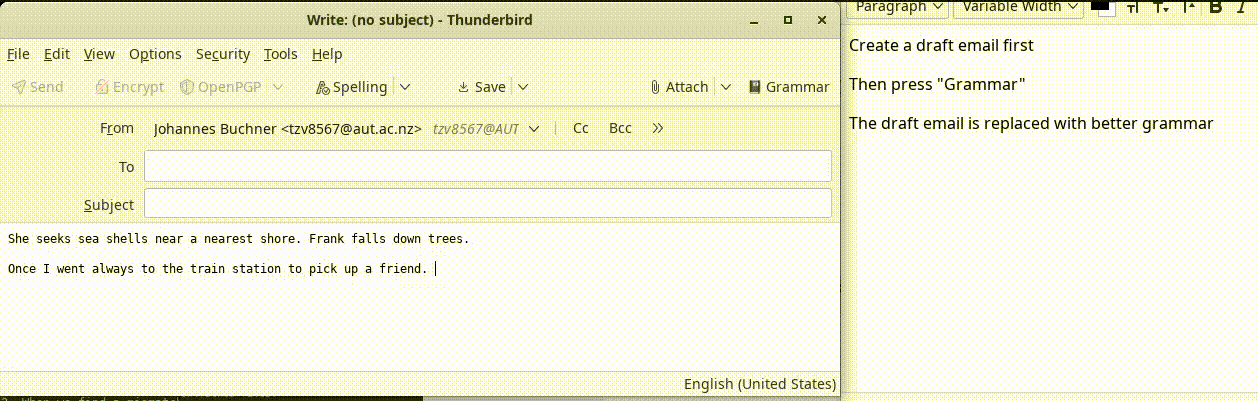 Write: (no subject) - Thunderbird
File Edit View Options Security Tools Help
Send Encrypt OpenPGP Spelling Save Attach Grammar
From Johannes Buchner <tzv8567@aut.ac.nz> tzv8567@AUT Cc Bcc »
To
Subject
She seeks sea shells near a nearest shore. Frank falls down trees.
Once I went always to the train station to pick up a friend.
English (United States)
Paragraph Variable Width B I
Create a draft email first
Then press "Grammar"
The draft email is replaced with better grammar